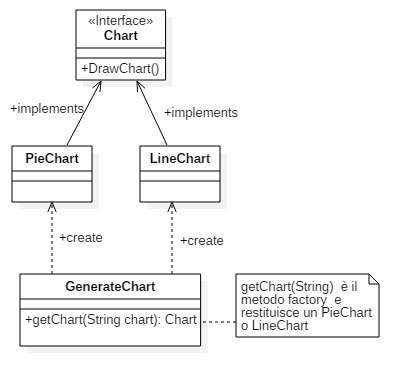 «Interface»
Chart
+DrawChart()
+implements
+implements
PieChart
LineChart
+create
+create
GenerateChart
+getChart(String chart): Chart
getChart(String) è il
metodo factory e
restituisce un PieChart
o LineChart